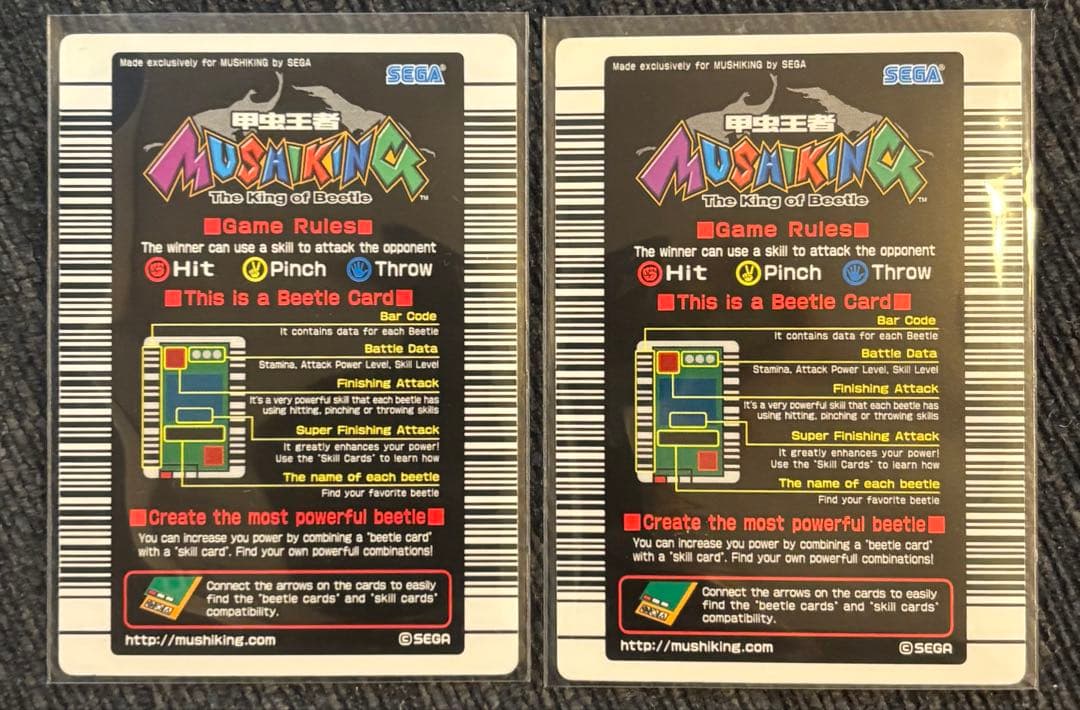 Made exclusively for MUSHIKING by SEGA
SEGA®
甲虫王者
MUSHIKING
The King of Beetle™
■Game Rules■
The winner can use a skill to attack the opponent
Hit Pinch Throw
■This is a Beetle Card■
Bar Code
It contains data for each Beetle
Battle Data
Stamina, Attack Power Level, Skill Level
Finishing Attack
It's a very powerful skill that each beetle has
using hitting, pinching or throwing skills
Super Finishing Attack
It greatly enhances your power!
Use the "Skill Cards" to learn how
The name of each beetle
Find your favorite beetle
■Create the most powerful beetle■
You can increase you power by combining a "beetle card"
with a "skill card". Find your own powerfull combinations!
Connect the arrows on the cards to easily
find the "beetle cards" and "skill cards"
compatibility.
http://mushiking.com ©SEGA
Made exclusively for MUSHIKING by SEGA
SEGA®
甲虫王者
MUSHIKING
The King of Beetle™
■Game Rules■
The winner can use a skill to attack the opponent
Hit Pinch Throw
■This is a Beetle Card■
Bar Code
It contains data for each Beetle
Battle Data
Stamina, Attack Power Level, Skill Level
Finishing Attack
It's a very powerful skill that each beetle has
using hitting, pinching or throwing skills
Super Finishing Attack
It greatly enhances your power!
Use the "Skill Cards" to learn how
The name of each beetle
Find your favorite beetle
■Create the most powerful beetle■
You can increase you power by combining a "beetle card"
with a "skill card". Find your own powerfull combinations!
Connect the arrows on the cards to easily
find the "beetle cards" and "skill cards"
compatibility.
http://mushiking.com ©SEGA